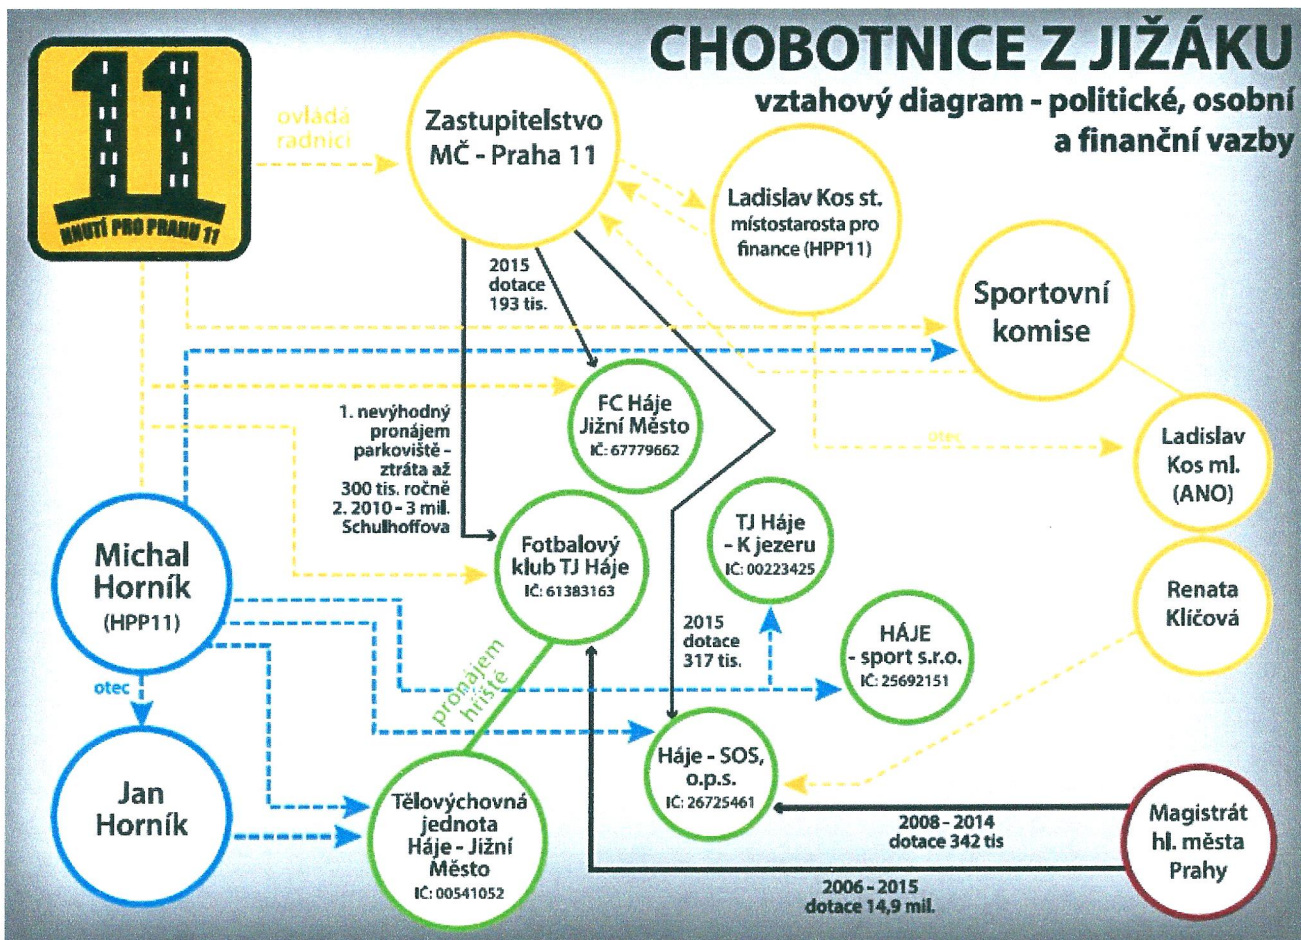 CHOBOTNICE Z JIŽÁKU
vztahový diagram - politické, osobní
a finanční vazby
11
HNUTÍ PRO PRAHU 11
ovládá
radnici
Zastupitelstvo
MČ - Praha 11
Ladislav Kos st.
místostarosta pro
finance (HPP11)
Sportovní
komise
2015
dotace
193 tis.
FC Háje
Jižní Město
IČ: 67779662
1. nevýhodný
pronájem
parkoviště -
ztráta až
300 tis. ročně
2. 2010 - 3 mil.
Schulhoffova
otec
Ladislav
Kos ml.
(ANO)
Michal
Horník
(HPP11)
Fotbalový
klub TJ Háje
IČ: 61383163
TJ Háje
- K jezeru
IČ: 00223425
Renata
Klíčová
2015
dotace
317 tis.
HÁJE
- sport s.r.o.
IČ: 25692151
otec
pronájem
hřiště
Jan
Horník
Háje - SOS,
o.p.s.
IČ: 26725461
Tělovýchovná
jednota
Háje - Jižní
Město
IČ: 00541052
2008 - 2014
dotace 342 tis
Magistrát
hl. města
Prahy
2006 - 2015
dotace 14,9 mil.